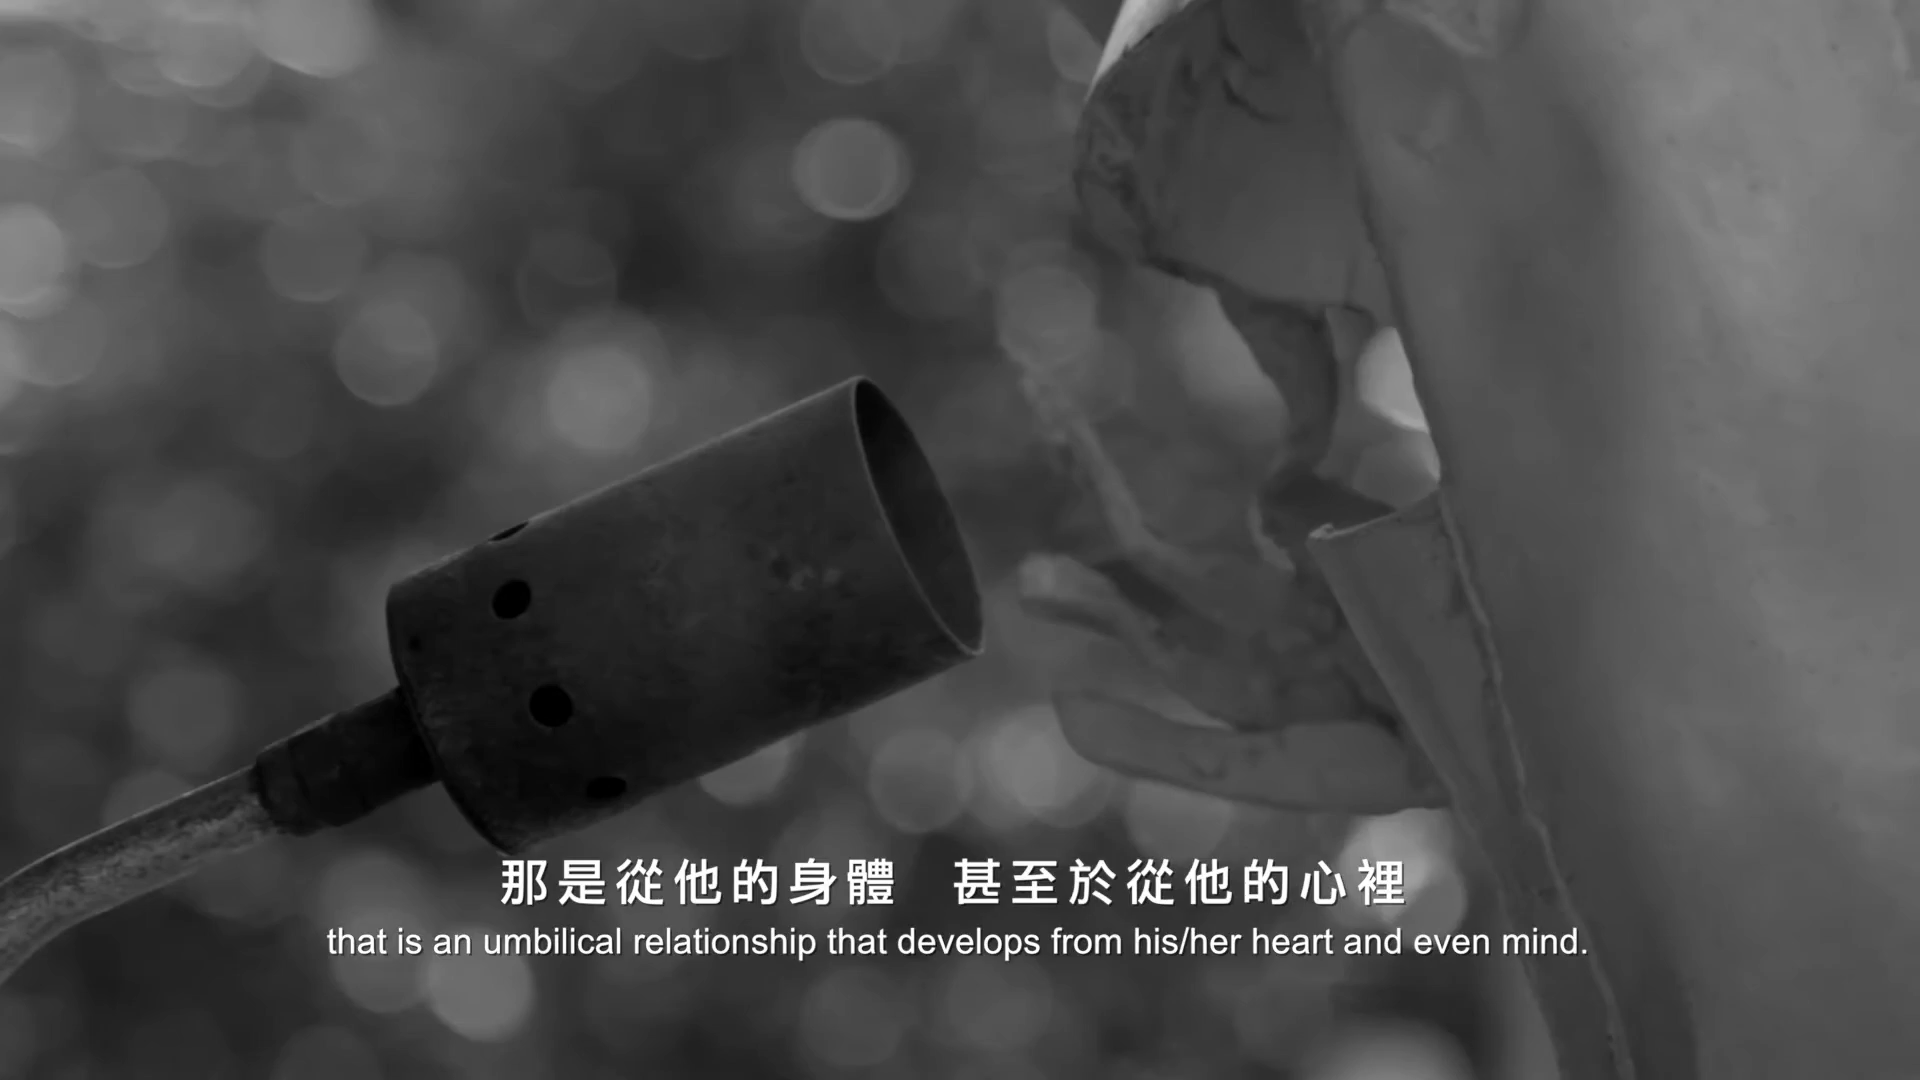 那是從他的身體　甚至於從他的心裡
that is an umbilical relationship that develops from his/her heart and even mind.